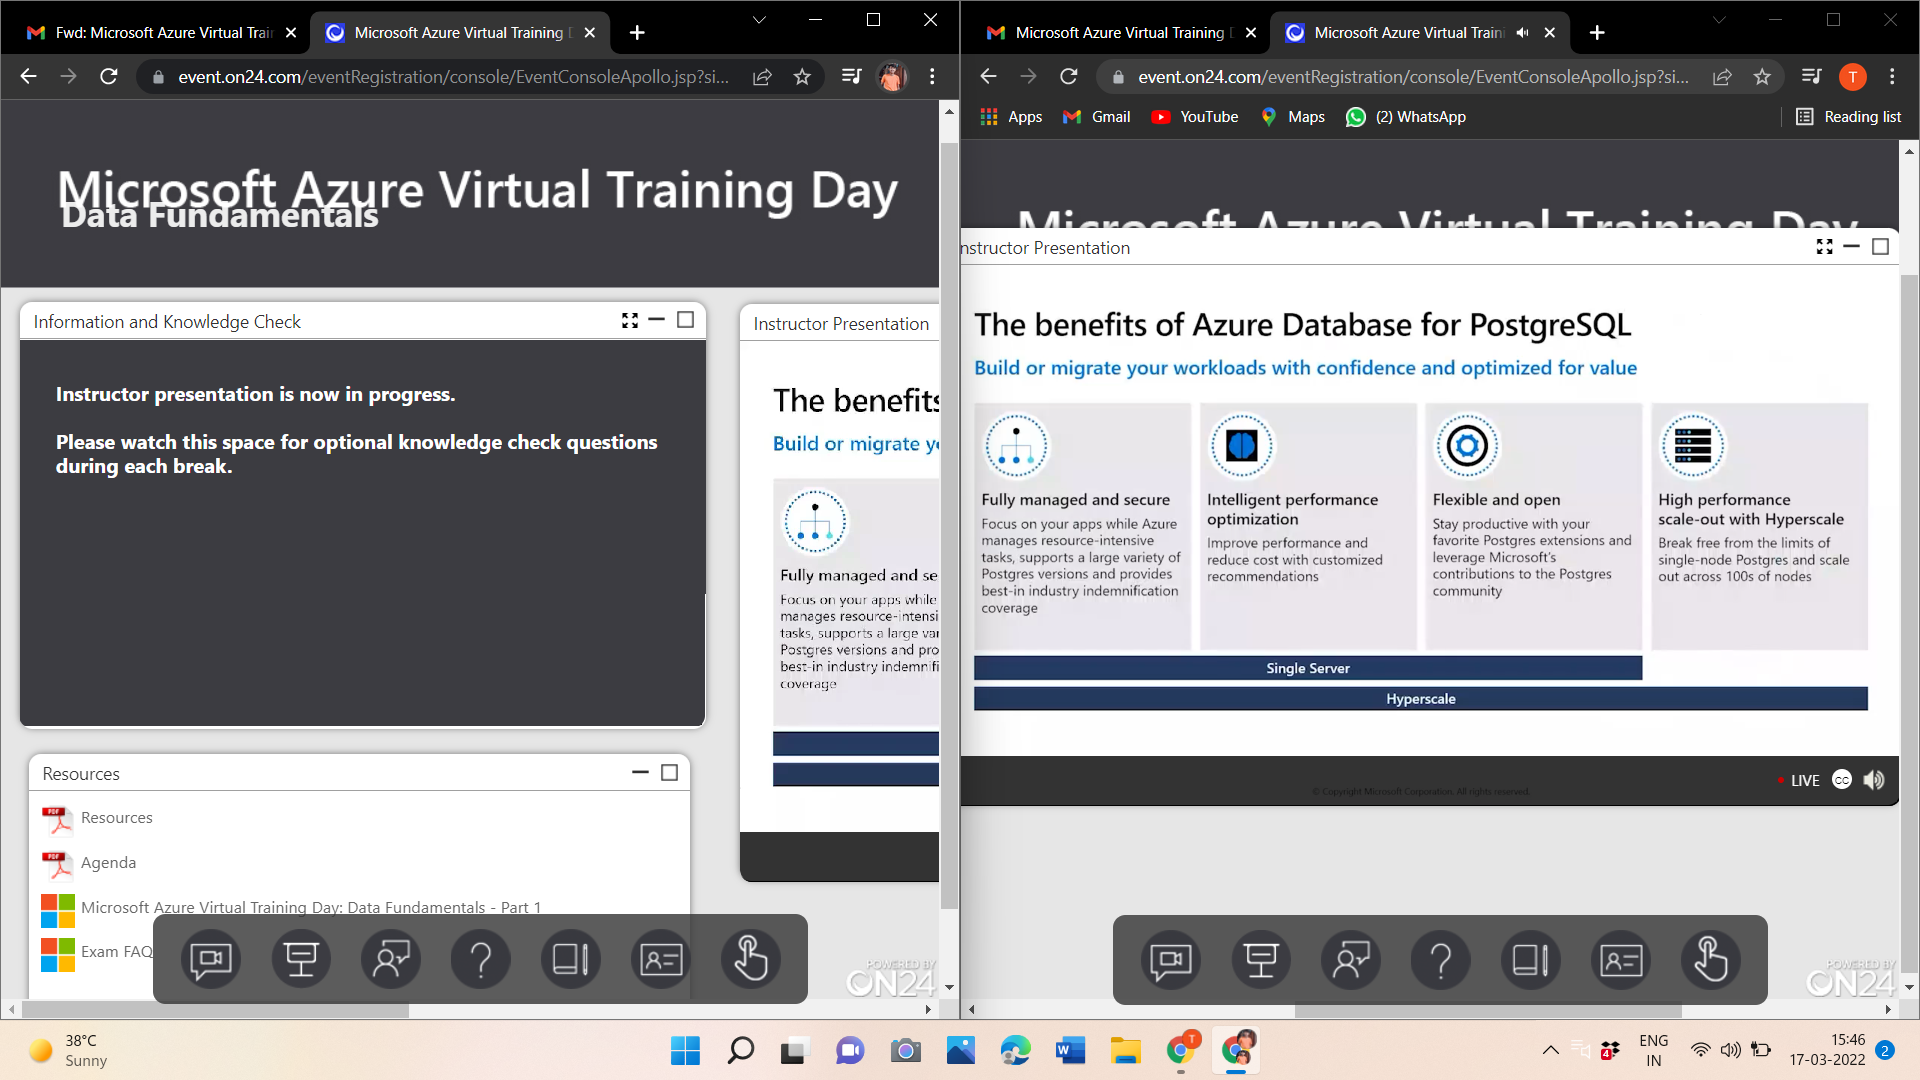 Fwd: Microsoft Azure Virtual Trai
Microsoft Azure Virtual Training
event.on24.com/eventRegistration/console/EventConsoleApollo.jsp?si...
Microsoft Azure Virtual Training Day
Data Fundamentals
Information and Knowledge Check
Instructor presentation is now in progress.
Please watch this space for optional knowledge check questions
during each break.
Instructor Presentation
The benefits
Build or migrate y
Fully managed and se
Focus on your apps while
manages resource-intensi
tasks, supports a large var
Postgres versions and pro
best-in industry indemnifi
coverage
Resources
Resources
Agenda
Microsoft Azure Virtual Training Day: Data Fundamentals - Part 1
Exam FAQ
POWERED BY
ON24
Microsoft Azure Virtual Training
Microsoft Azure Virtual Traini
event.on24.com/eventRegistration/console/EventConsoleApollo.jsp?si...
T
Apps
Gmail
YouTube
Maps
(2) WhatsApp
Reading list
Microsoft Azure Virtual Training Day
nstructor Presentation
The benefits of Azure Database for PostgreSQL
Build or migrate your workloads with confidence and optimized for value
Fully managed and secure
Focus on your apps while Azure
manages resource-intensive
tasks, supports a large variety of
Postgres versions and provides
best-in industry indemnification
coverage
Intelligent performance
optimization
Improve performance and
reduce cost with customized
recommendations
Flexible and open
Stay productive with your
favorite Postgres extensions and
leverage Microsoft's
contributions to the Postgres
community
High performance
scale-out with Hyperscale
Break free from the limits of
single-node Postgres and scale
out across 100s of nodes
Single Server
Hyperscale
LIVE
CC
© Copyright Microsoft Corporation. All rights reserved.
POWERED BY
ON24
38°C
Sunny
T
4
ENG
IN
15:46
17-03-2022
2